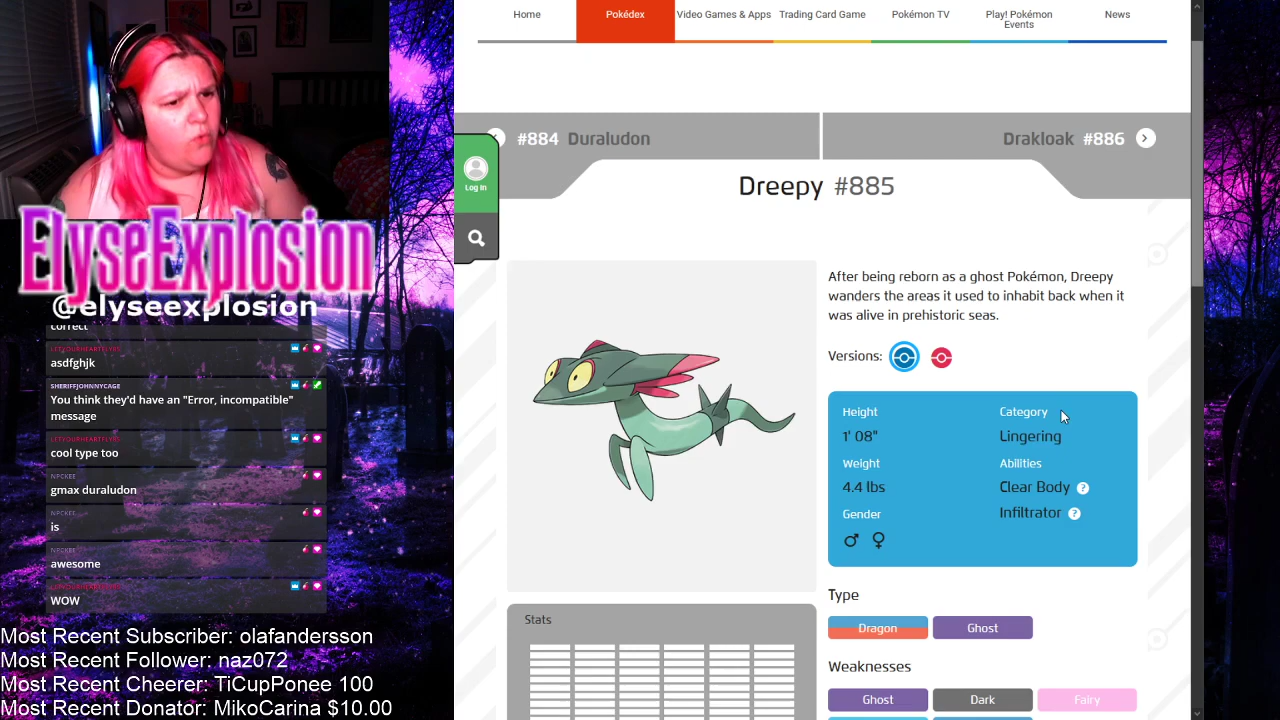 Home
Pokédex
Video Games & Apps
Trading Card Game
Pokémon TV
Play! Pokémon
Events
News
#884 Duraludon
Drakloak #886
Dreepy #885
Log In
After being reborn as a ghost Pokémon, Dreepy
wanders the areas it used to inhabit back when it
was alive in prehistoric seas.
Versions:
Height
1' 08"
Weight
4.4 lbs
Gender
Category
Lingering
Abilities
Clear Body ?
Infiltrator ?
Type
Dragon
Ghost
Weaknesses
Ghost
Dark
Fairy
Stats
ElyseExplosion
@elyseexplosion
correct
asdfghjk
SHERIFFJOHNNYCAGE
You think they'd have an "Error, incompatible"
message
cool type too
NPCKEE
gmax duraludon
NPCKEE
is
NPCKEE
awesome
WOW
Most Recent Subscriber: olafandersson
Most Recent Follower: naz072
Most Recent Cheerer: TiCupPonee 100
Most Recent Donator: MikoCarina $10.00